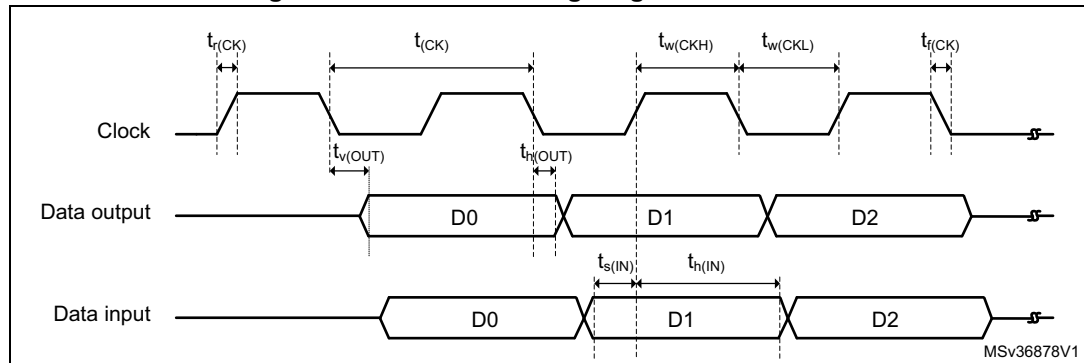 t_r(CK) t_(CK) t_w(CKH) t_w(CKL) t_f(CK)
Clock
t_v(OUT) t_h(OUT)
Data output D0 D1 D2
t_s(IN) t_h(IN)
Data input D0 D1 D2
MSv36878V1